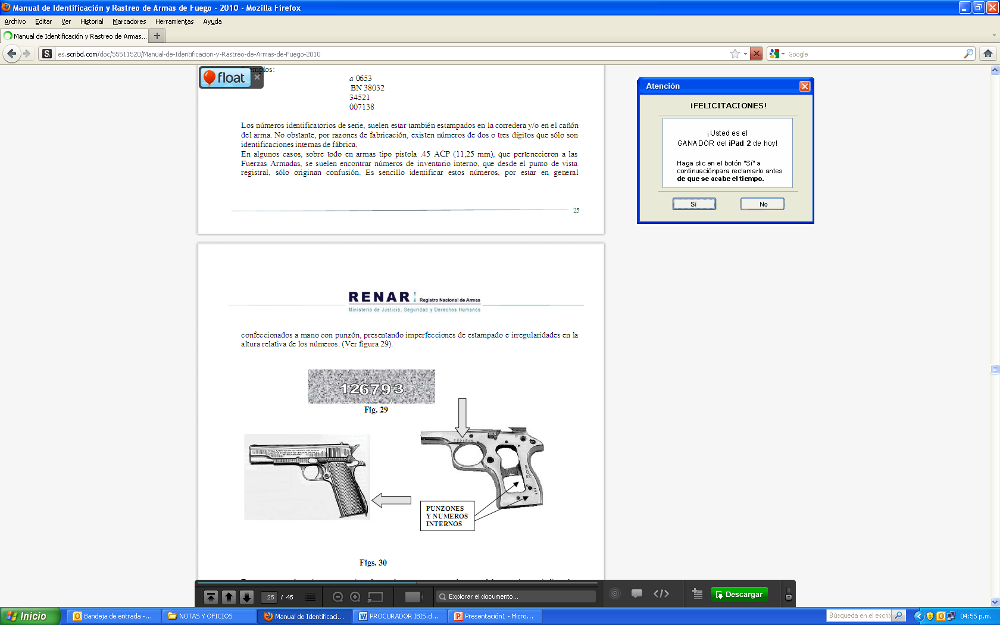 Manual de Identificación y Rastreo de Armas de Fuego - 2010 - Mozilla Firefox
Archivo Editar Ver Historial Marcadores Herramientas Ayuda
Manual de Identificación y Rastreo de Armas...
es.scribd.com/doc/55511520/Manual-de-Identificacion-y-Rastreo-de-Armas-de-Fuego-2010
Google
float
a 0653
BN 38032
34521
007138
Los números identificatorios de serie, suelen estar también estampados en la corredera y/o en el cañón
del arma. No obstante, por razones de fabricación, existen números de dos o tres dígitos que sólo son
identificaciones internas de fábrica.
En algunos casos, sobre todo en armas tipo pistola .45 ACP (11,25 mm), que pertenecieron a las
Fuerzas Armadas, se suelen encontrar números de inventario interno, que desde el punto de vista
registral, sólo originan confusión. Es sencillo identificar estos números, por estar en general
25
Atención
¡FELICITACIONES!
¡Usted es el
GANADOR del iPad 2 de hoy!
Haga clic en el botón "Sí" a
continuaciónpara reclamarlo antes
de que se acabe el tiempo.
Sí No
RENAR Registro Nacional de Armas
Ministerio de Justicia, Seguridad y Derechos Humanos
confeccionados a mano con punzón, presentando imperfecciones de estampado e irregularidades en la
altura relativa de los números. (Ver figura 29).
126793
Fig. 29
PUNZONES
Y NUMEROS
INTERNOS
Figs. 30
25 / 45
Explorar el documento...
Descargar
Inicio
Bandeja de entrada -...
NOTAS Y OFICIOS
Manual de Identificaci...
PROCURADOR IBIS.d...
Presentación1 - Micro...
Búsqueda en el escrit
04:55 p.m.